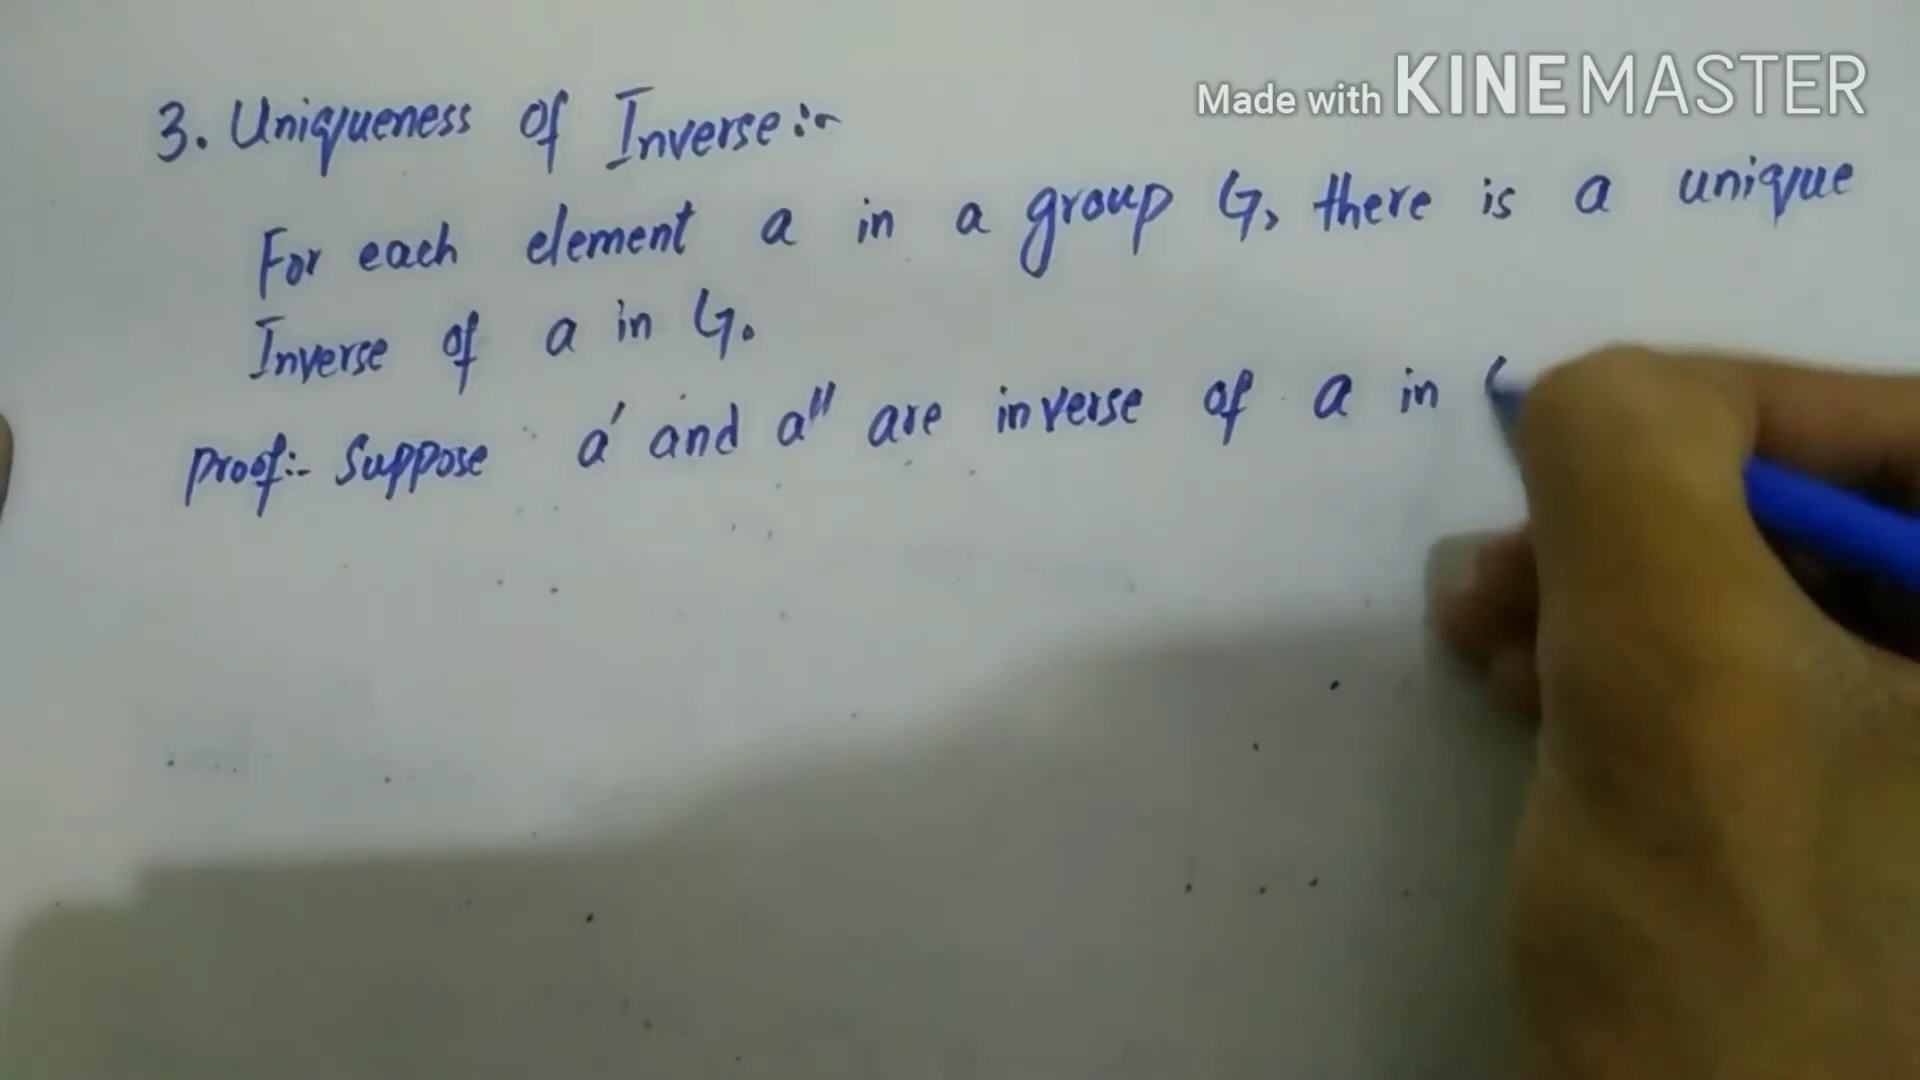 Made with KINEMASTER
3. Uniqueness of Inverse:-
For each element a in a group G, there is a unique
Inverse of a in G.
Proof:- Suppose a' and a" are inverse of a in